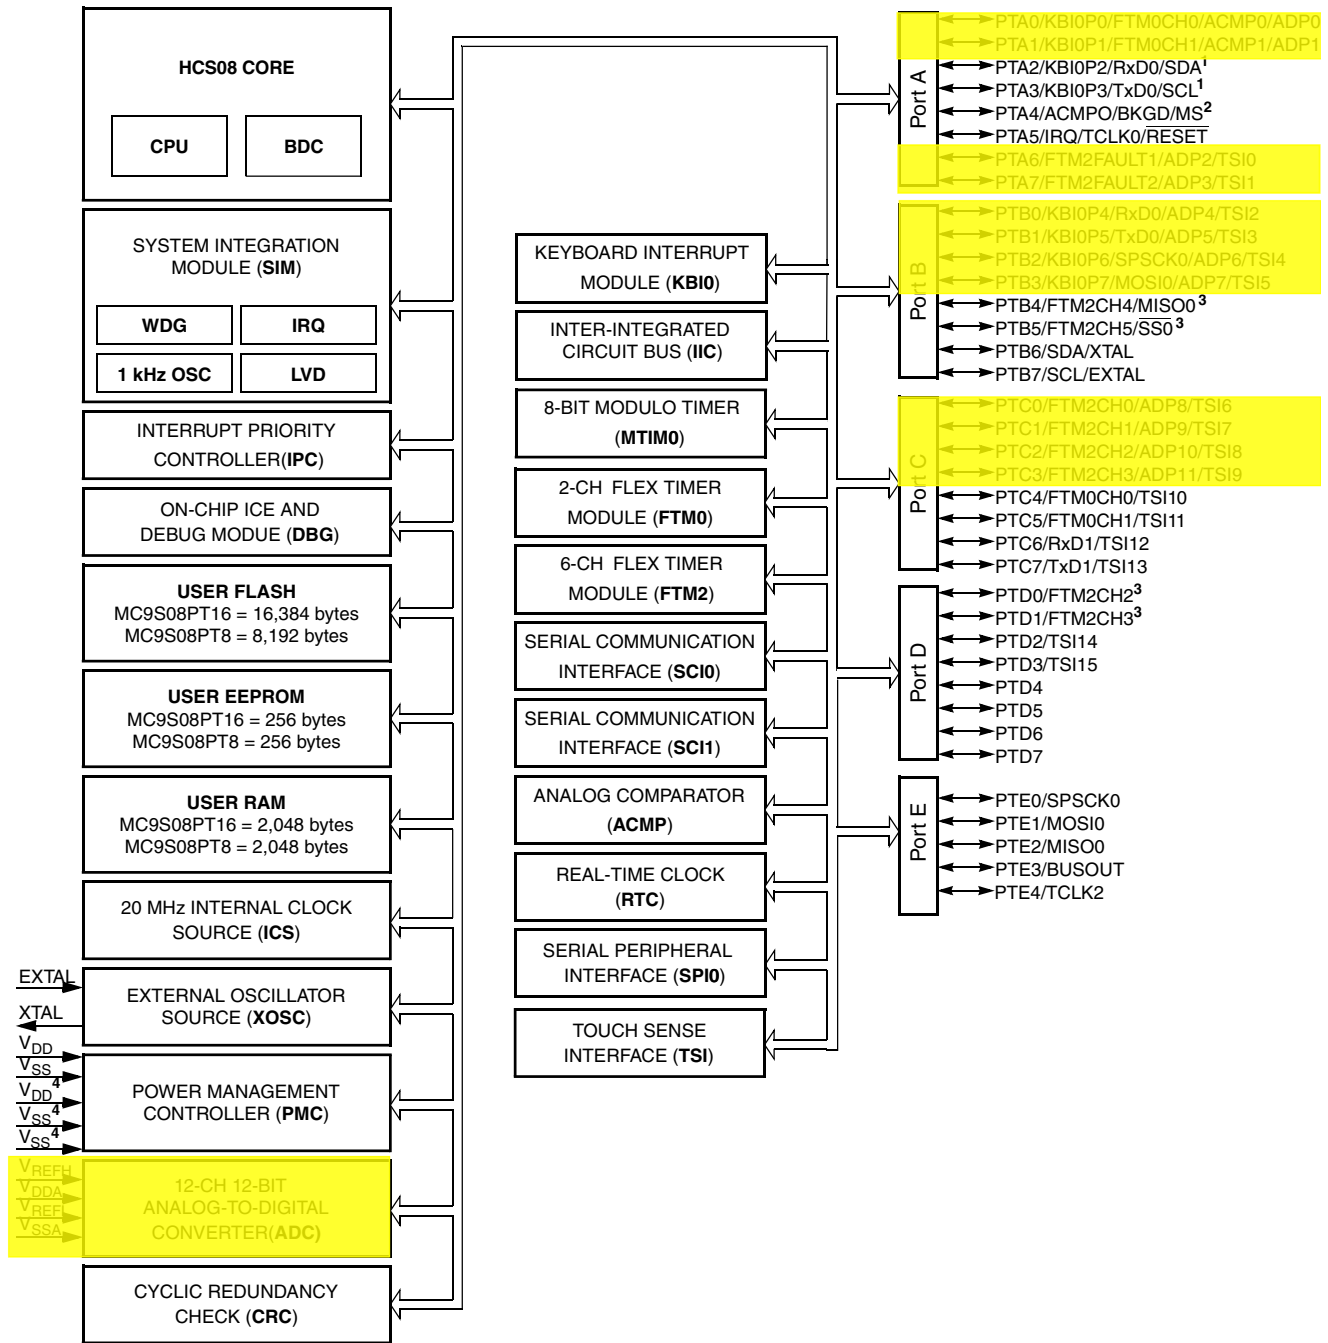 HCS08 CORE
CPU
BDC
SYSTEM INTEGRATION
MODULE (SIM)
WDG
IRQ
1 kHz OSC
LVD
INTERRUPT PRIORITY
CONTROLLER(IPC)
ON-CHIP ICE AND
DEBUG MODUE (DBG)
USER FLASH
MC9S08PT16 = 16,384 bytes
MC9S08PT8 = 8,192 bytes
USER EEPROM
MC9S08PT16 = 256 bytes
MC9S08PT8 = 256 bytes
USER RAM
MC9S08PT16 = 2,048 bytes
MC9S08PT8 = 2,048 bytes
20 MHz INTERNAL CLOCK
SOURCE (ICS)
EXTAL
XTAL
EXTERNAL OSCILLATOR
SOURCE (XOSC)
VDD
VSS
VDD4
VSS4
VSS4
POWER MANAGEMENT
CONTROLLER (PMC)
VREFH
VDDA
VREFL
VSSA
12-CH 12-BIT
ANALOG-TO-DIGITAL
CONVERTER(ADC)
CYCLIC REDUNDANCY
CHECK (CRC)
KEYBOARD INTERRUPT
MODULE (KBI0)
INTER-INTEGRATED
CIRCUIT BUS (IIC)
8-BIT MODULO TIMER
(MTIM0)
2-CH FLEX TIMER
MODULE (FTM0)
6-CH FLEX TIMER
MODULE (FTM2)
SERIAL COMMUNICATION
INTERFACE (SCI0)
SERIAL COMMUNICATION
INTERFACE (SCI1)
ANALOG COMPARATOR
(ACMP)
REAL-TIME CLOCK
(RTC)
SERIAL PERIPHERAL
INTERFACE (SPI0)
TOUCH SENSE
INTERFACE (TSI)
Port A
PTA0/KBI0P0/FTM0CH0/ACMP0/ADP0
PTA1/KBI0P1/FTM0CH1/ACMP1/ADP1
PTA2/KBI0P2/RxD0/SDA1
PTA3/KBI0P3/TxD0/SCL1
PTA4/ACMPO/BKGD/MS2
PTA5/IRQ/TCLK0/RESET
PTA6/FTM2FAULT1/ADP2/TSI0
PTA7/FTM2FAULT2/ADP3/TSI1
Port B
PTB0/KBI0P4/RxD0/ADP4/TSI2
PTB1/KBI0P5/TxD0/ADP5/TSI3
PTB2/KBI0P6/SPSCK0/ADP6/TSI4
PTB3/KBI0P7/MOSI0/ADP7/TSI5
PTB4/FTM2CH4/MISO03
PTB5/FTM2CH5/SS03
PTB6/SDA/XTAL
PTB7/SCL/EXTAL
Port C
PTC0/FTM2CH0/ADP8/TSI6
PTC1/FTM2CH1/ADP9/TSI7
PTC2/FTM2CH2/ADP10/TSI8
PTC3/FTM2CH3/ADP11/TSI9
PTC4/FTM0CH0/TSI10
PTC5/FTM0CH1/TSI11
PTC6/RxD1/TSI12
PTC7/TxD1/TSI13
Port D
PTD0/FTM2CH23
PTD1/FTM2CH33
PTD2/TSI14
PTD3/TSI15
PTD4
PTD5
PTD6
PTD7
Port E
PTE0/SPSCK0
PTE1/MOSI0
PTE2/MISO0
PTE3/BUSOUT
PTE4/TCLK2